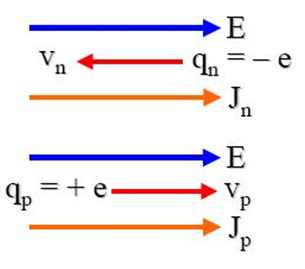 E
vₙ qₙ = – e
Jₙ
E
qₚ = + e vₚ
Jₚ